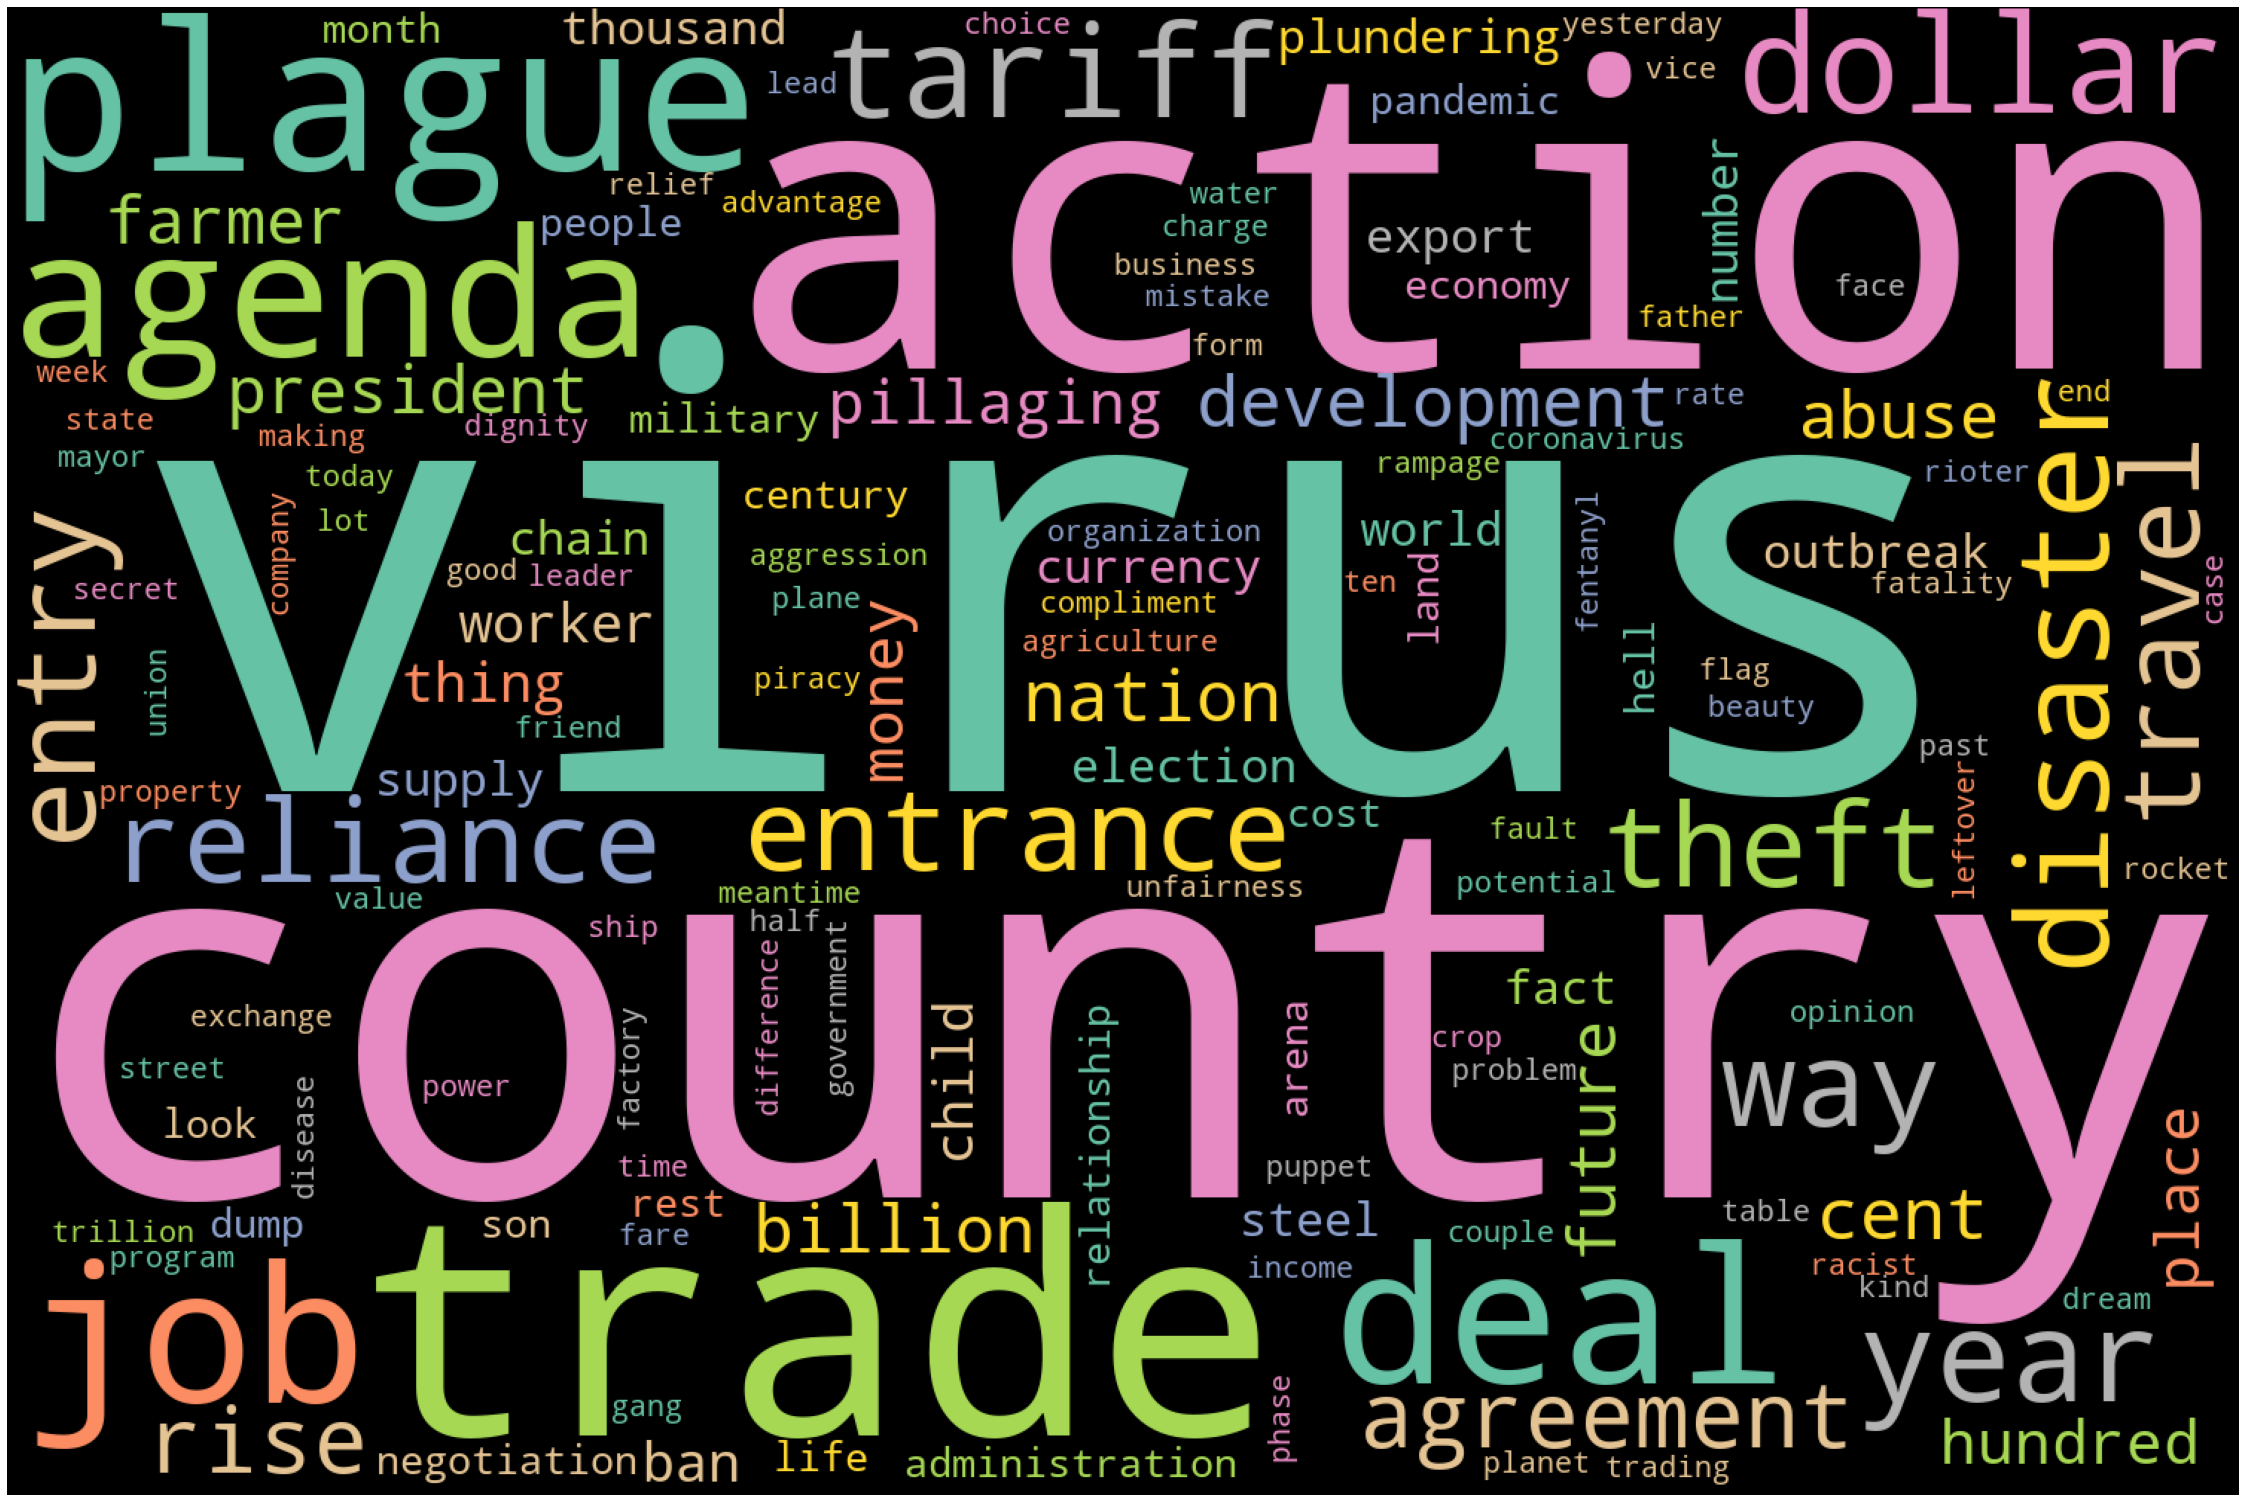 month
thousand
choice
plundering
yesterday
plague
lead
tariff
pandemic
vice
dollar
action
relief
advantage
water
charge
number
farmer
people
export
business
mistake
economy
face
agenda
father
form
week
president
pillaging
development
rate
end
state
making
dignity
military
abuse
disaster
mayor
today
coronavirus
travel
virus
lot
company
century
rampage
rioter
entry
chain
organization
world
fentanyl
outbreak
secret
good
leader
aggression
currency
ten
land
fatality
case
worker
plane
compliment
agriculture
hell
union
thing
money
piracy
nation
flag
beauty
friend
election
past
property
supply
leftover
reliance
entrance
cost
fault
theft
rocket
value
meantime
unfairness
potential
country
ship
half
difference
government
exchange
factory
child
relationship
arena
fact
future
opinion
street
crop
problem
way
look
disease
power
time
puppet
place
trillion
dump
son
rest
fare
billion
steel
couple
table
cent
program
income
racist
kind
dream
job
trade
deal
year
gang
phase
rise
negotiation
ban
life
administration
agreement
planet
trading
hundred